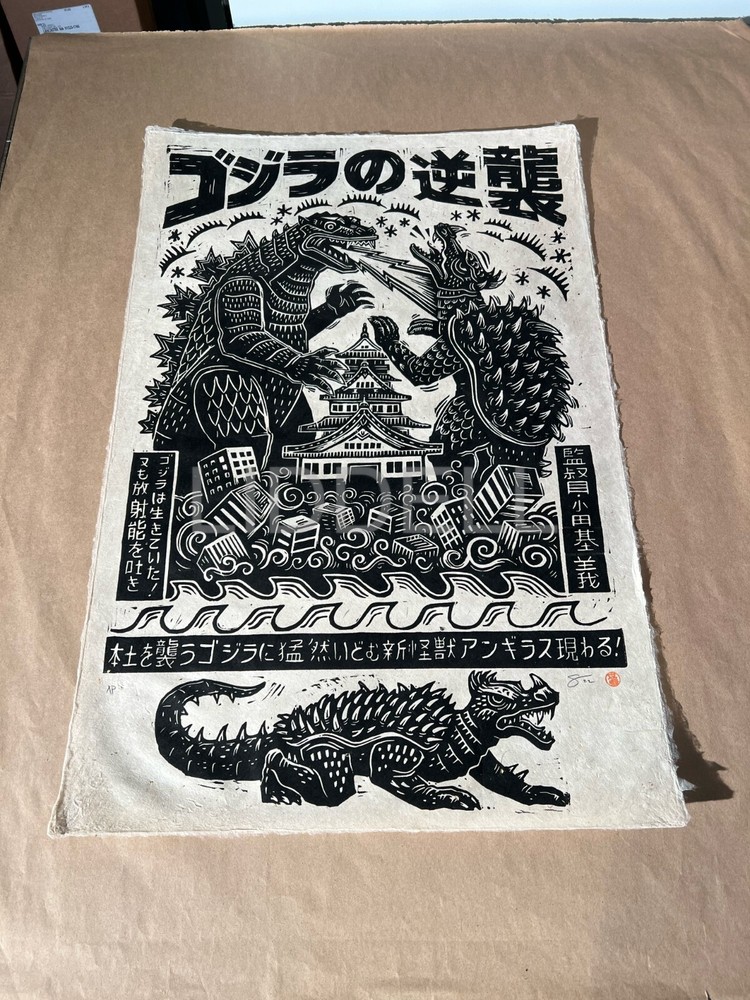 ゴジラの逆襲
監督・小田基義
ゴジラは生きていた!
又も放射能を吐き
本土を襲うゴジラに猛然いどむ新怪獣アンギラス現わる!
AP